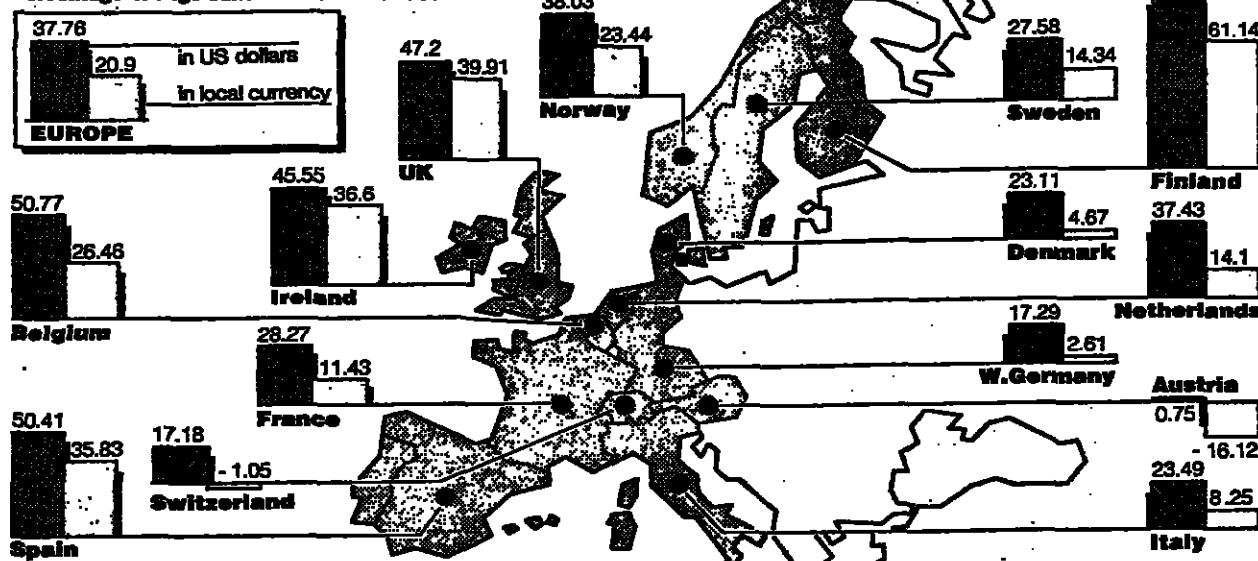 37.76
in US dollars
20.9
in local currency
EUROPE
47.2
39.91
UK
38.03
23.44
Norway
27.58
14.34
Sweden
61.14
Finland
45.55
36.6
Ireland
50.77
26.46
Belgium
23.11
4.67
Denmark
37.43
14.1
Netherlands
28.27
11.43
France
17.29
2.61
W.Germany
Austria
0.75
- 16.12
50.41
35.83
Spain
17.18
- 1.05
Switzerland
23.49
8.25
Italy